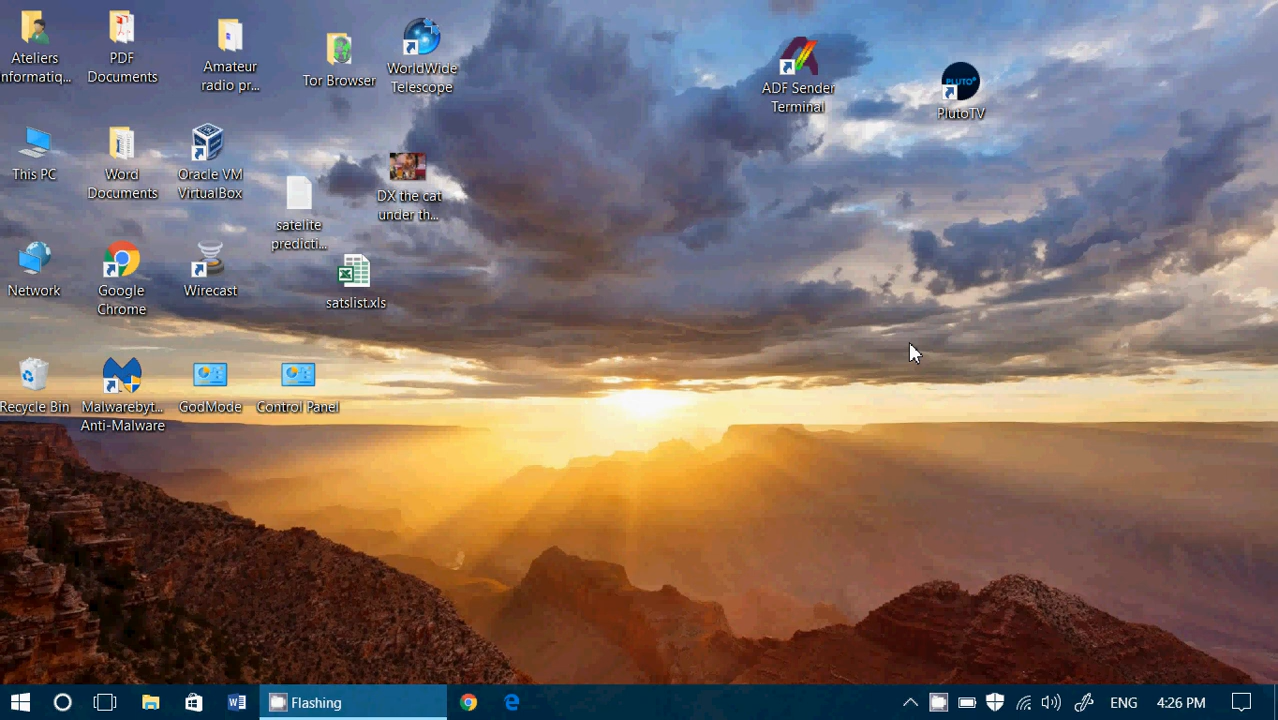 Ateliers
nformatiq...
PDF
Documents
Amateur
radio pr...
Tor Browser
WorldWide
Telescope
ADF Sender
Terminal
PLUTO
PlutoTV
This PC
Word
Documents
Oracle VM
VirtualBox
satelite
predicti...
DX the cat
under th...
Network
Google
Chrome
Wirecast
satslist.xls
Recycle Bin
Malwarebyt...
Anti-Malware
GodMode
Control Panel
Flashing
ENG
4:26 PM